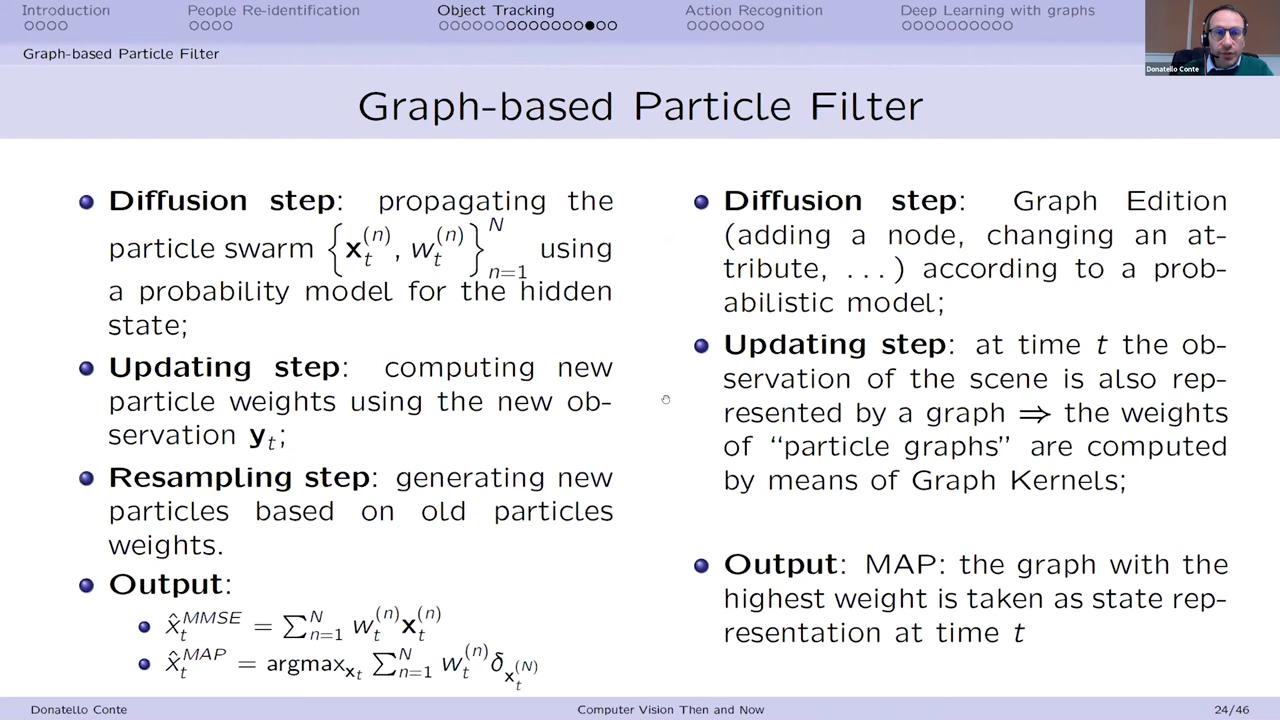 Introduction
People Re-identification
Object Tracking
Action Recognition
Deep Learning with graphs
Graph-based Particle Filter
Donatello Conte
Graph-based Particle Filter
Diffusion step: propagating the
particle swarm {x_t^(n), w_t^(n)}_{n=1}^N using
a probability model for the hidden
state;
Updating step: computing new
particle weights using the new ob-
servation y_t;
Resampling step: generating new
particles based on old particles
weights.
Output:
x̂_t^MMSE = ∑_{n=1}^N w_t^(n) x_t^(n)
x̂_t^MAP = argmax_{x_t} ∑_{n=1}^N w_t^(n) δ_{x_t^(N)}
Diffusion step: Graph Edition
(adding a node, changing an at-
tribute, ...) according to a prob-
abilistic model;
Updating step: at time t the ob-
servation of the scene is also rep-
resented by a graph ⇒ the weights
of “particle graphs” are computed
by means of Graph Kernels;
Output: MAP: the graph with the
highest weight is taken as state rep-
resentation at time t
Donatello Conte
Computer Vision Then and Now
24/46